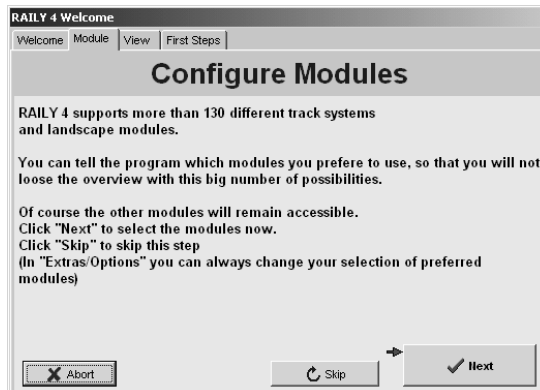 RAILY 4 Welcome
Welcome Module View First Steps
Configure Modules
RAILY 4 supports more than 130 different track systems
and landscape modules.
You can tell the program which modules you prefere to use, so that you will not
loose the overview with this big number of possibilities.
Of course the other modules will remain accessible.
Click "Next" to select the modules now.
Click "Skip" to skip this step
(In "Extras/Options" you can always change your selection of preferred
modules)
Abort Skip Next